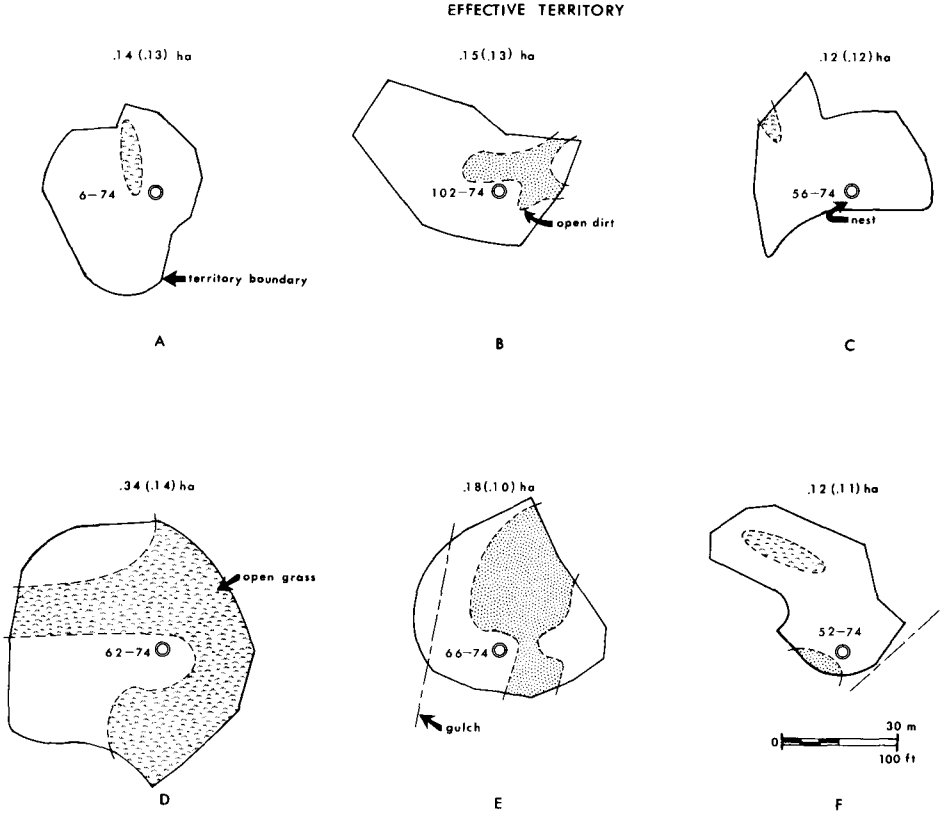 EFFECTIVE TERRITORY
.14 (.13) ha
.15(.13) ha
.12 (.12) ha
6–74
102–74
56–74
open dirt
nest
territory boundary
A
B
C
.34 (.14) ha
.18(.10) ha
.12 (.11) ha
open grass
62–74
66–74
52–74
gulch
30 m
0
100 ft
D
E
F